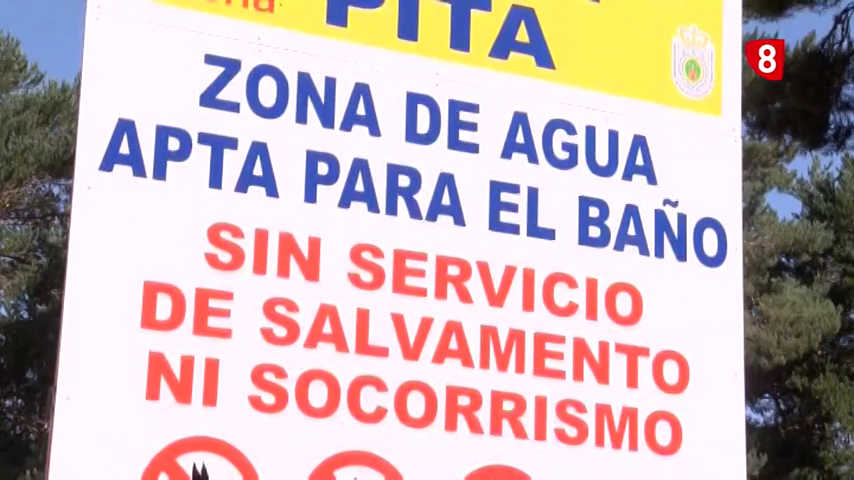 PITA
8
ZONA DE AGUA
APTA PARA EL BAÑO
SIN SERVICIO
DE SALVAMENTO
NI SOCORRISMO